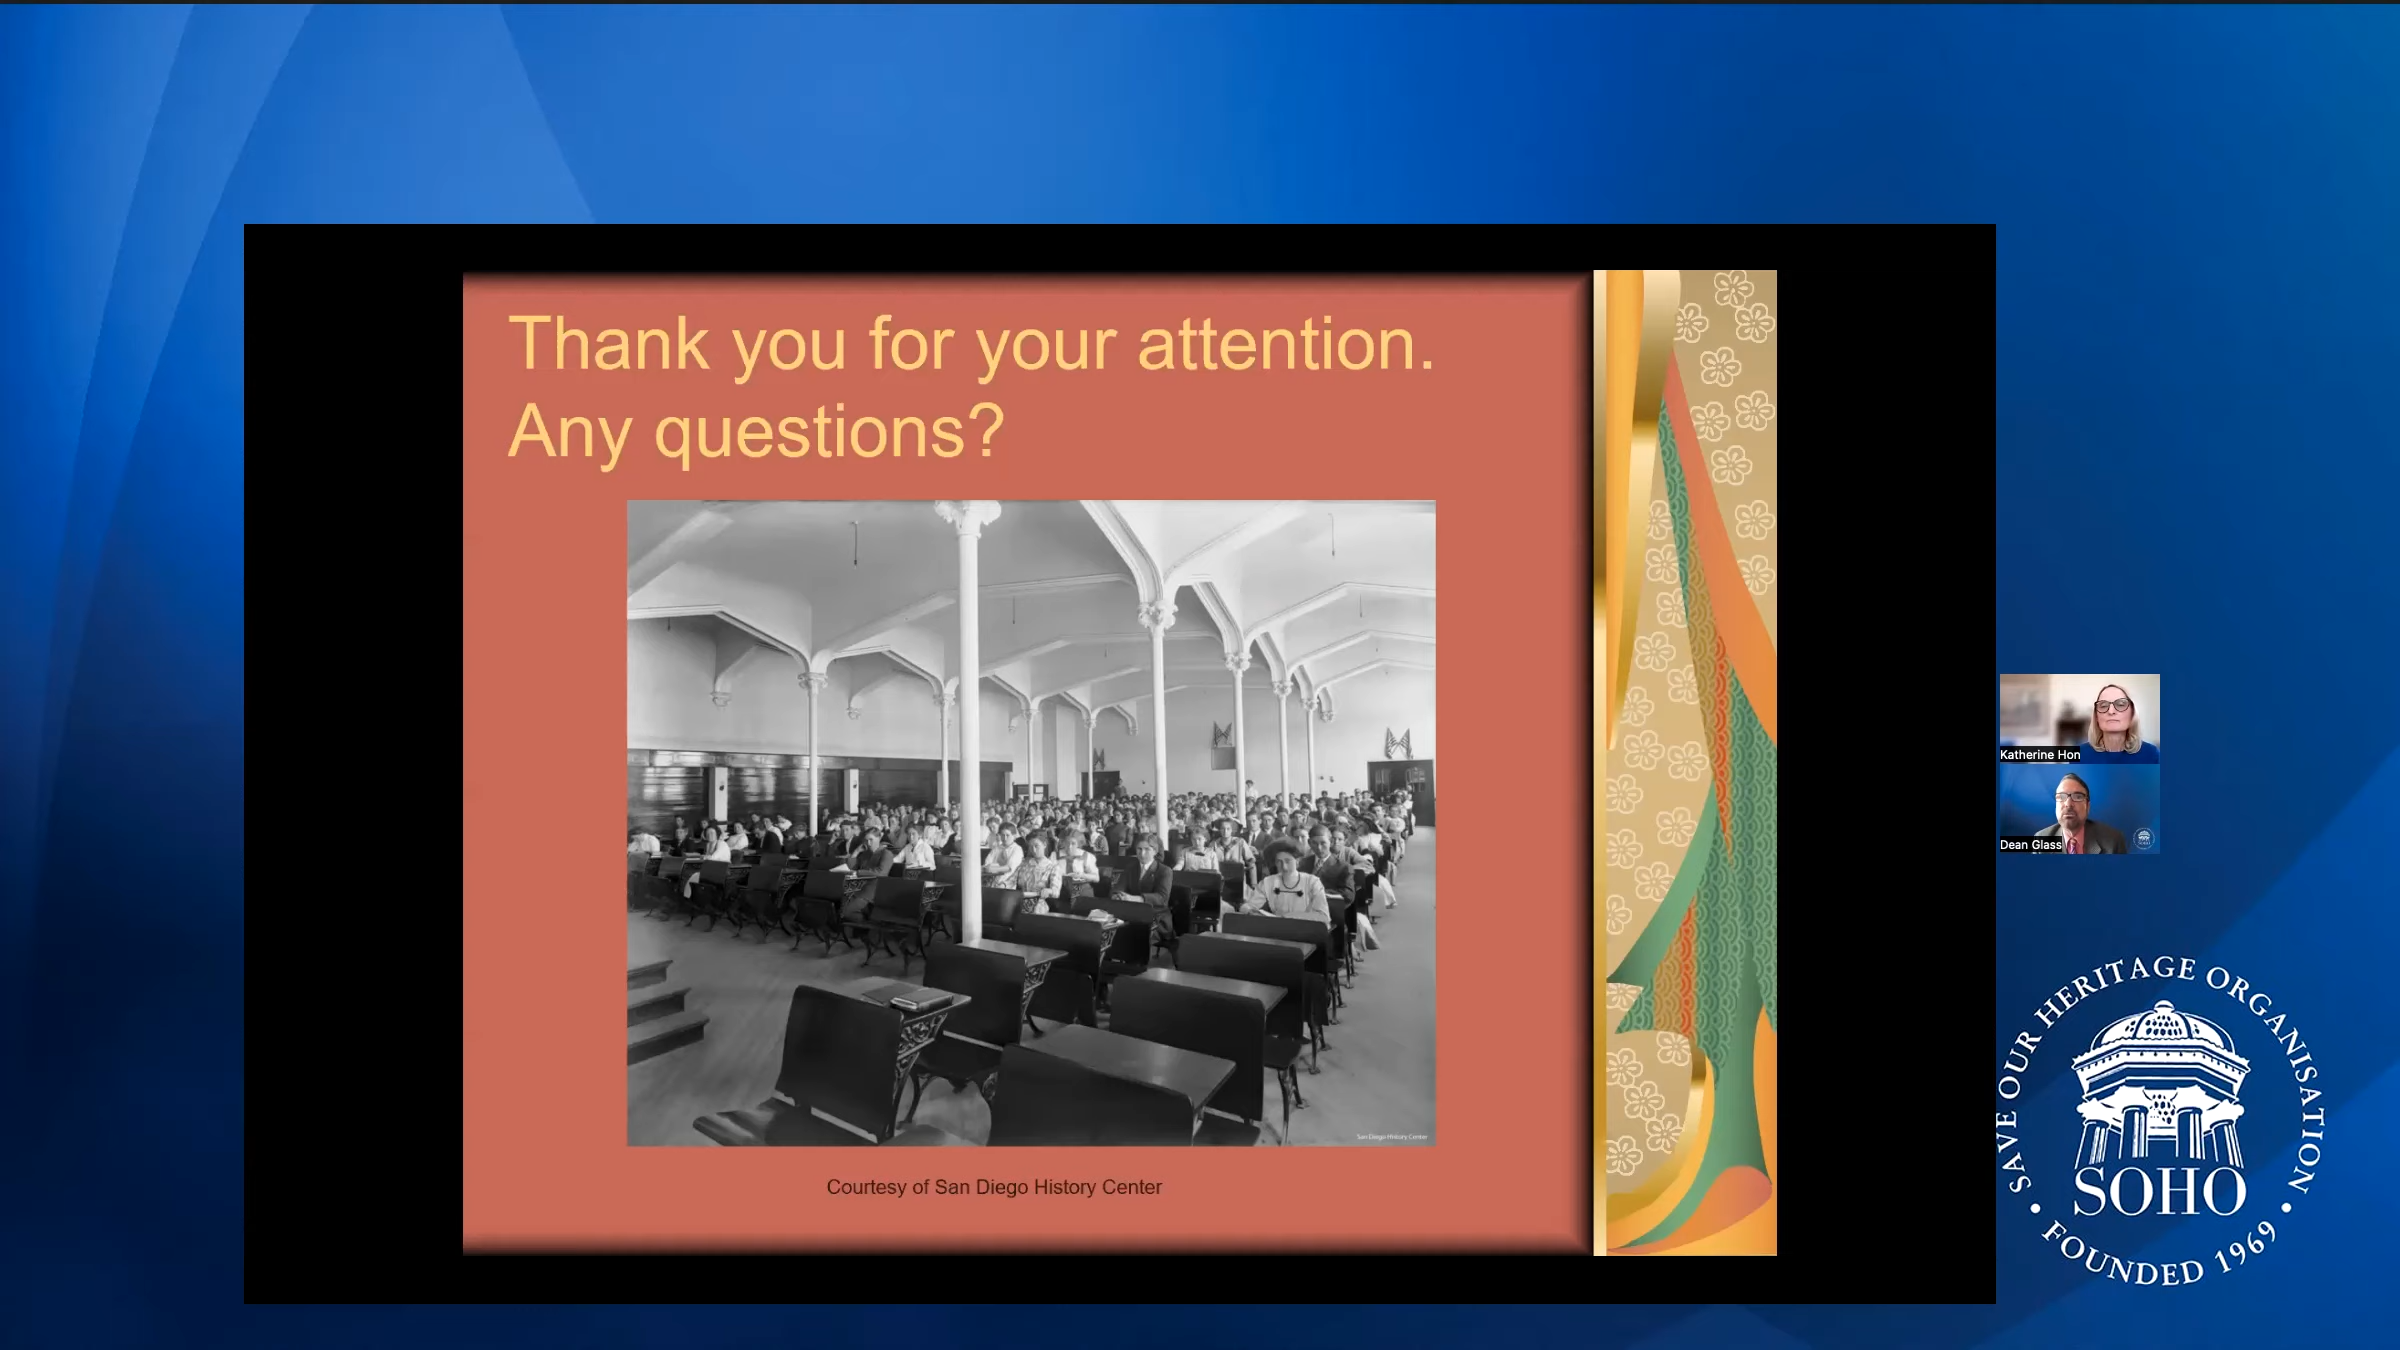 Thank you for your attention.
Any questions?
San Diego History Center
Courtesy of San Diego History Center
Katherine Hon
Dean Glass
SAVE OUR HERITAGE ORGANISATION
SOHO
FOUNDED 1969